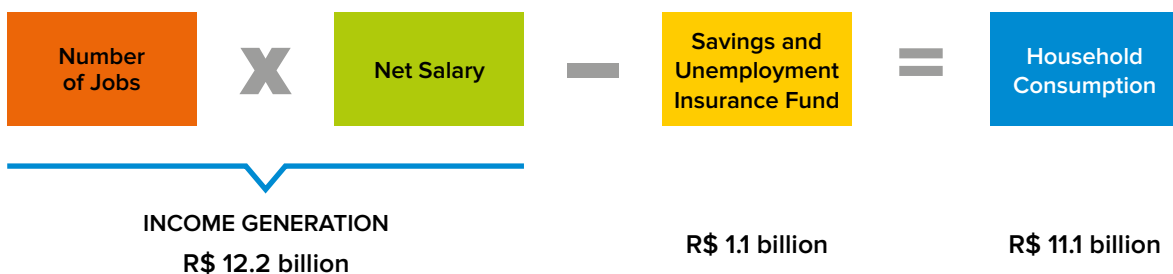 Number
of Jobs
X
Net Salary
Savings and
Unemployment
Insurance Fund
=
Household
Consumption
INCOME GENERATION
R$ 12.2 billion
R$ 1.1 billion
R$ 11.1 billion